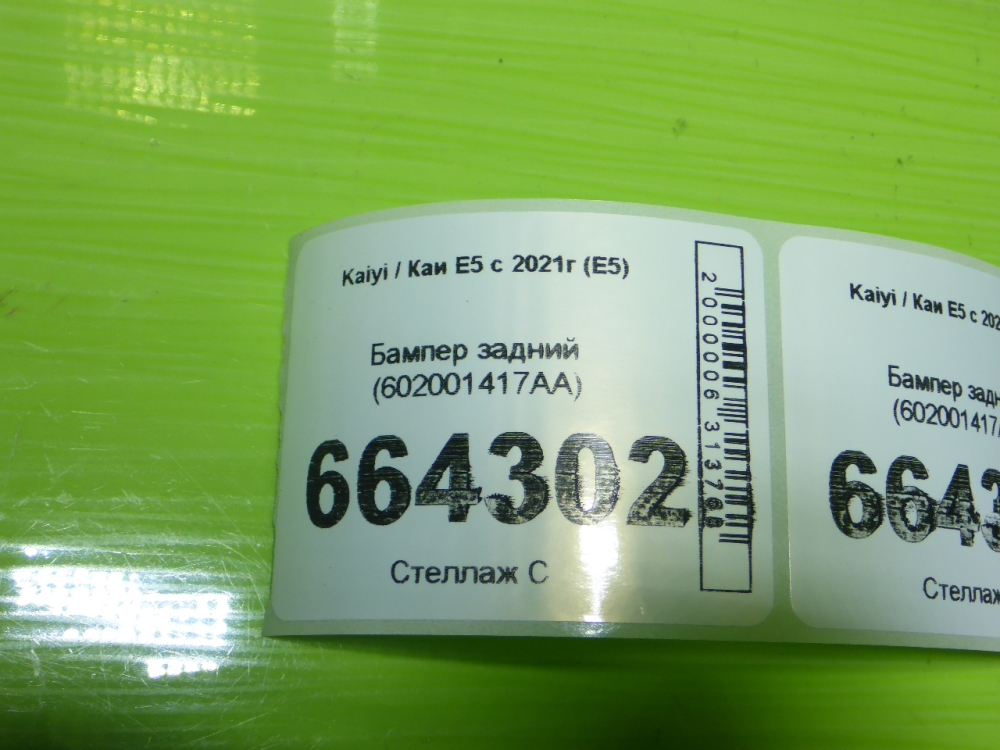 Kaiyi / Каи E5 с 2021г (E5)
Бампер задний
(602001417AA)
664302
Стеллаж С
Kaiyi / Каи E5 с 202
Бампер задн
(602001417
6643
Стеллаж